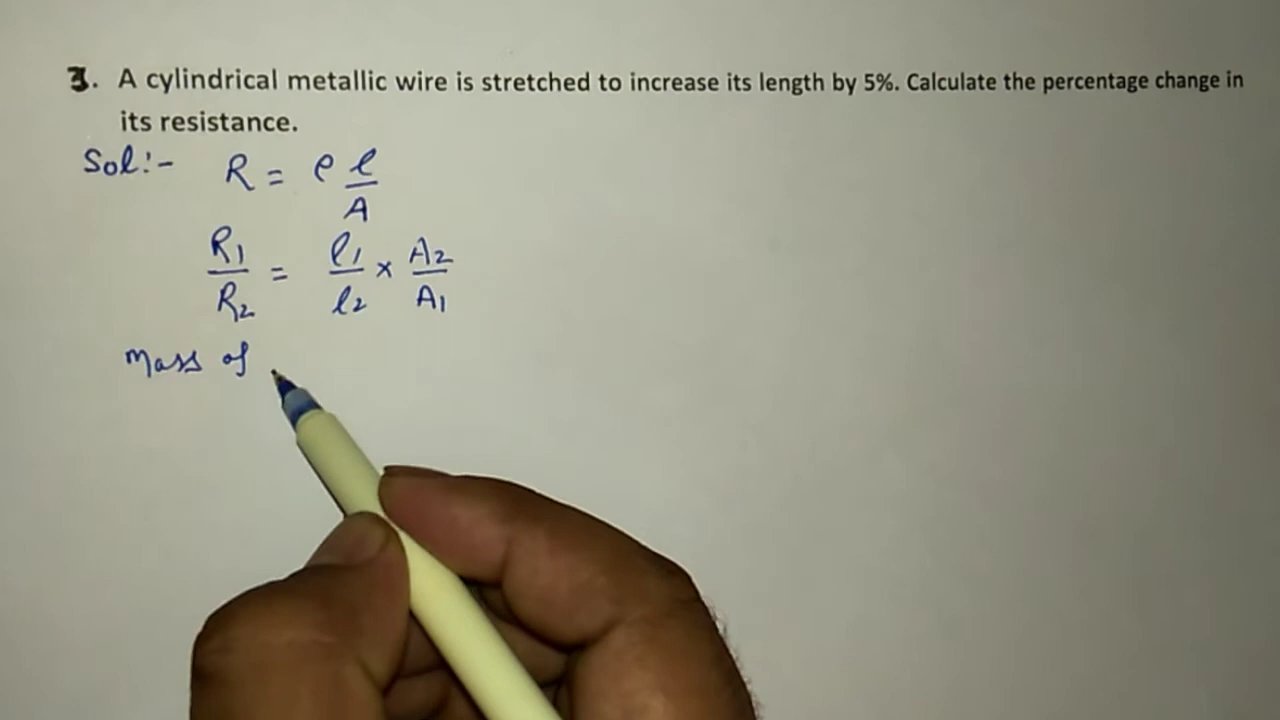 3. A cylindrical metallic wire is stretched to increase its length by 5%. Calculate the percentage change in
its resistance.
Sol:- R = ρ l/A
R1/R2 = l1/l2 × A2/A1
Mass of